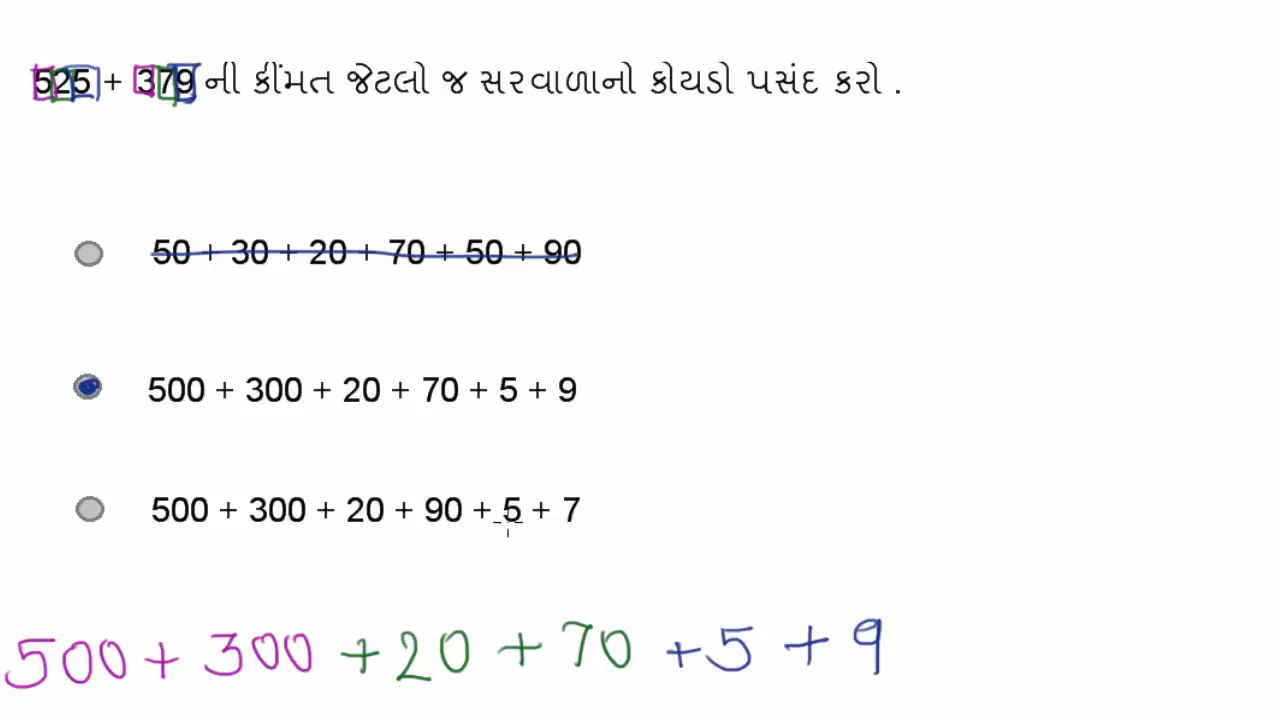 525 + 379 ની કીંમત જેટલો જ સરવાળાનો કોયડો પસંદ કરો .
50 + 30 + 20 + 70 + 50 + 90
500 + 300 + 20 + 70 + 5 + 9
500 + 300 + 20 + 90 + 5 + 7
500 + 300 + 20 + 70 + 5 + 9